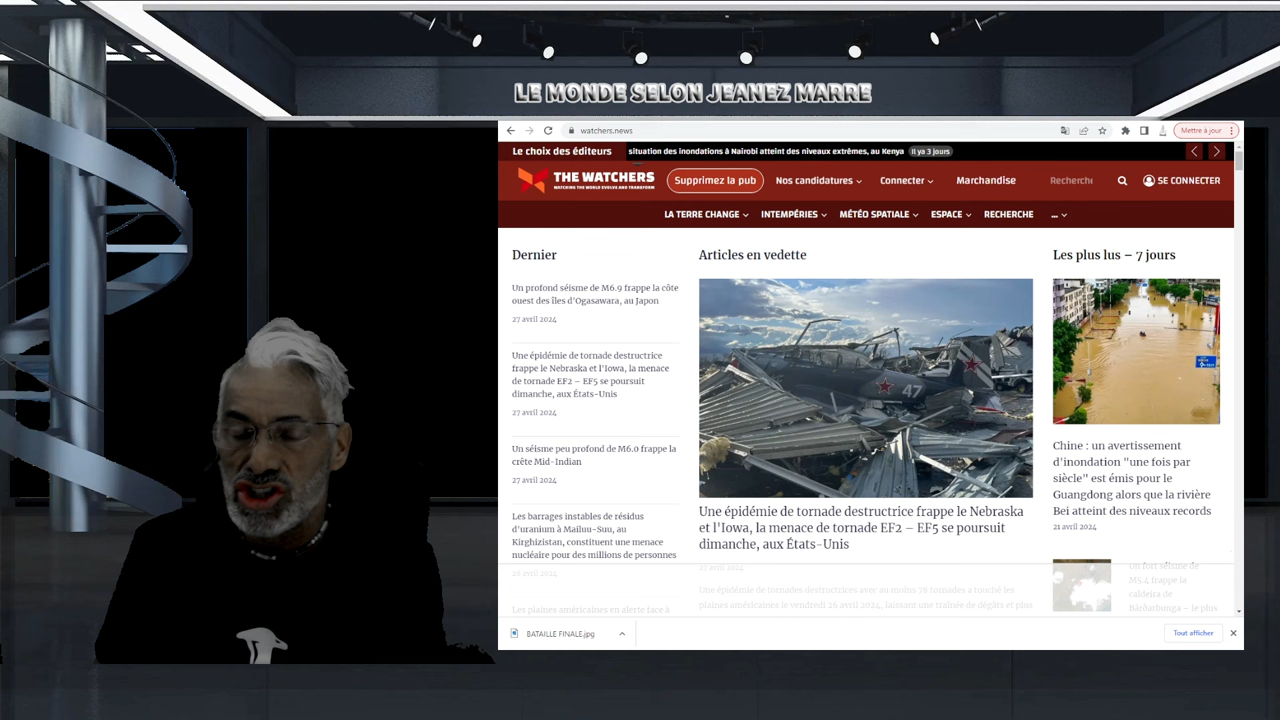 LE MONDE SELON JEANEZ MARRE
watchers.news
Mettre à jour
Le choix des éditeurs
situation des inondations à Nairobi atteint des niveaux extrêmes, au Kenya
Il ya 3 jours
THE WATCHERS
WATCHING THE WORLD EVOLVE AND TRANSFORM
Supprimez la pub
Nos candidatures
Connecter
Marchandise
Recherche
SE CONNECTER
LA TERRE CHANGE
INTEMPÉRIES
MÉTÉO SPATIALE
ESPACE
RECHERCHE
...
Dernier
Un profond séisme de M6.9 frappe la côte
ouest des îles d'Ogasawara, au Japon
27 avril 2024
Une épidémie de tornade destructrice
frappe le Nebraska et l'Iowa, la menace
de tornade EF2 – EF5 se poursuit
dimanche, aux États-Unis
27 avril 2024
Un séisme peu profond de M6.0 frappe la
crête Mid-Indian
27 avril 2024
Les barrages instables de résidus
d'uranium à Mailuu-Suu, au
Kirghizistan, constituent une menace
nucléaire pour des millions de personnes
26 avril 2024
Les plaines américaines en alerte face à
Articles en vedette
47
Une épidémie de tornade destructrice frappe le Nebraska
et l'Iowa, la menace de tornade EF2 – EF5 se poursuit
dimanche, aux États-Unis
27 avril 2024
Une épidémie de tornades destructrices avec au moins 78 tornades a touché les
plaines américaines le vendredi 26 avril 2024, laissant une traînée de dégâts et plus
Les plus lus – 7 jours
Chine : un avertissement
d'inondation "une fois par
siècle" est émis pour le
Guangdong alors que la rivière
Bei atteint des niveaux records
21 avril 2024
Un fort séisme de
M5.4 frappe la
caldeira de
Bárðarbunga – le plus
BATAILLE FINALE.jpg
Tout afficher